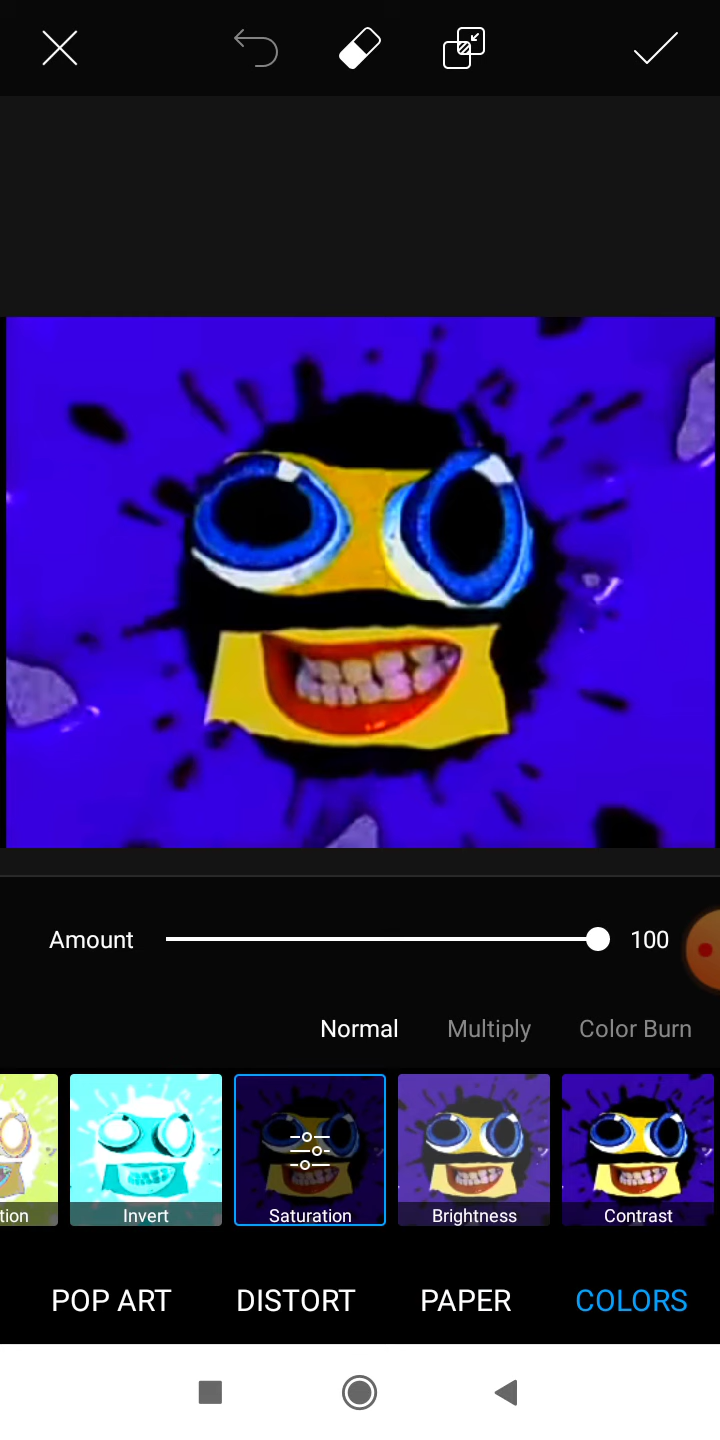 Amount 100
Normal Multiply Color Burn
tion Invert Saturation Brightness Contrast
POP ART DISTORT PAPER COLORS